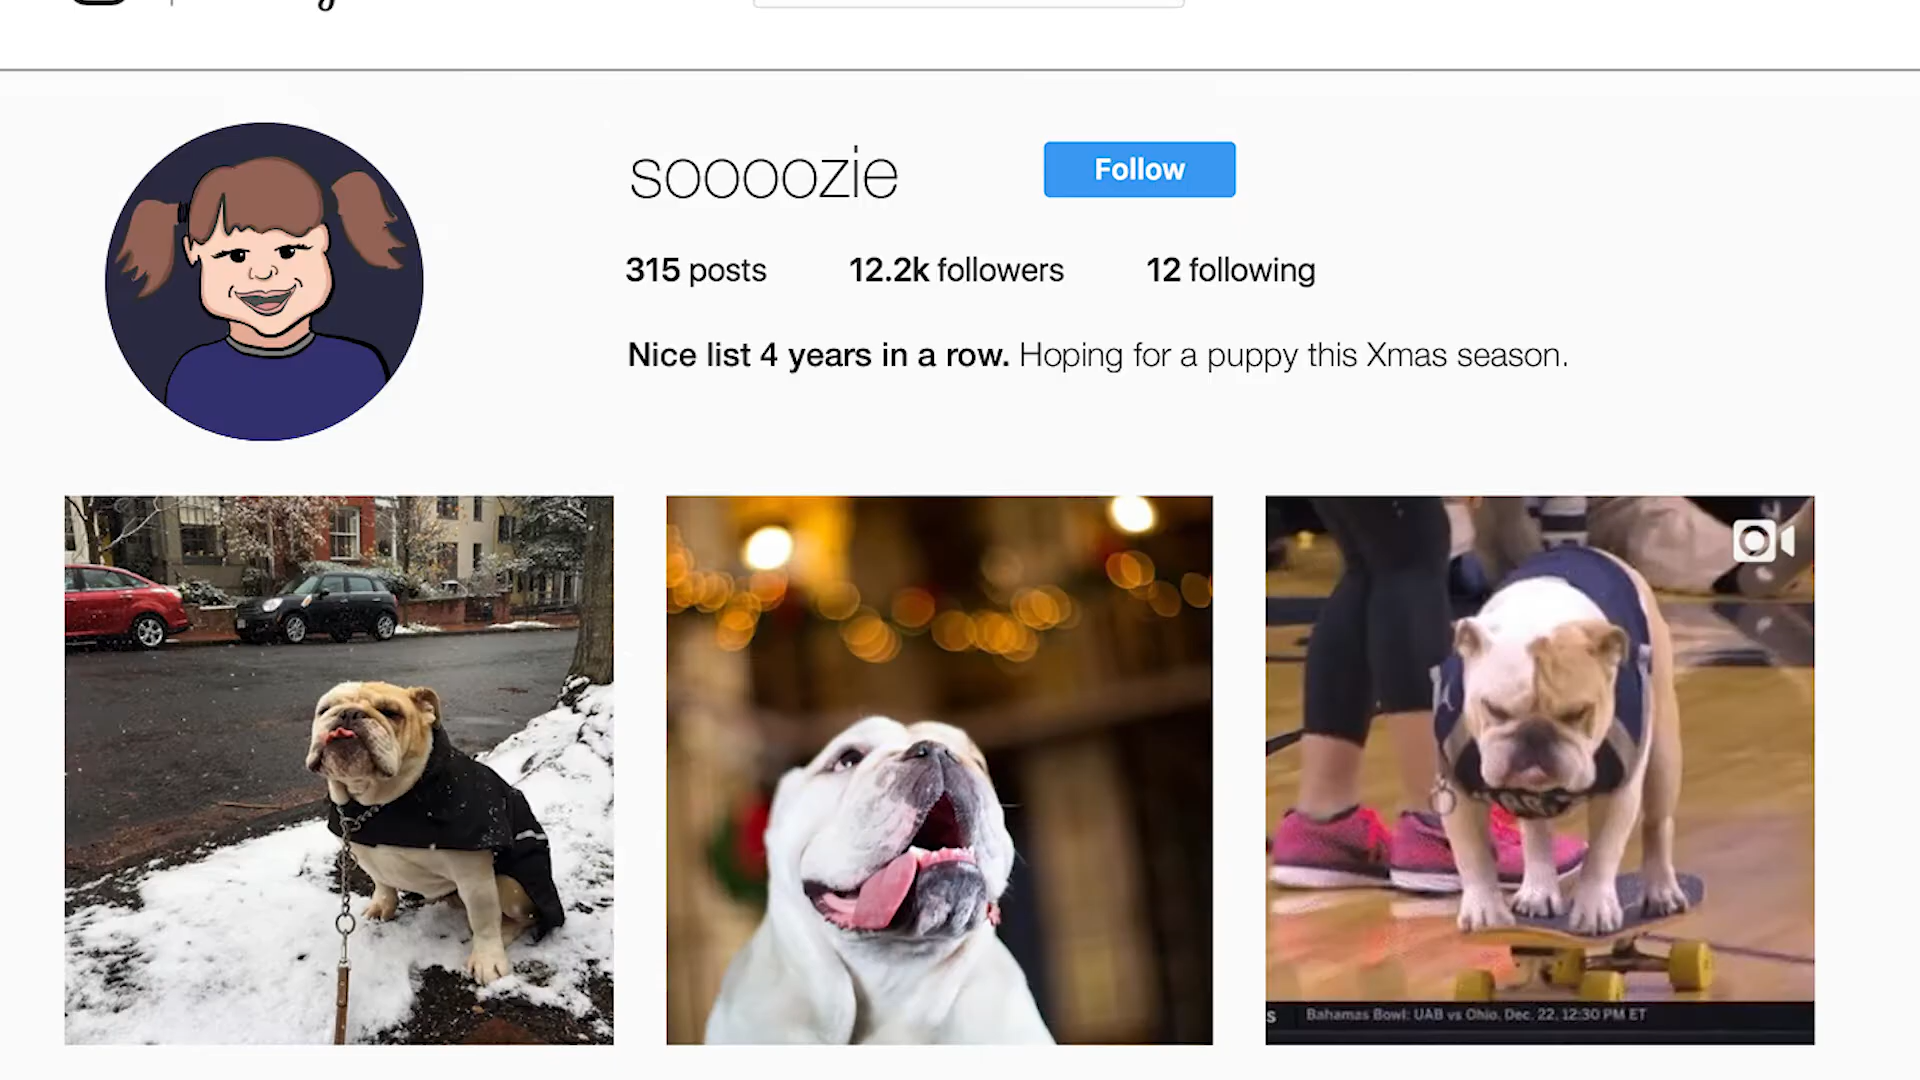 soooozie
Follow
315 posts 12.2k followers 12 following
Nice list 4 years in a row. Hoping for a puppy this Xmas season.
Bahamas Bowl: UAB vs Ohio, Dec. 22, 12:30 PM ET